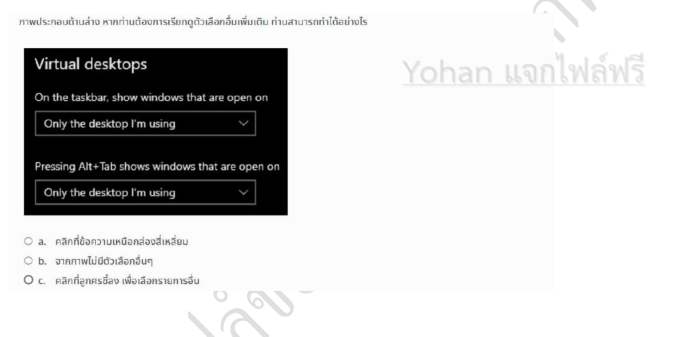 ภาพประกอบด้านล่าง หากท่านต้องการเรียกดูตัวเลือกอื่นเพิ่มเติม ท่านสามารถทำได้อย่างไร
Yohan แจกไฟล์ฟรี
Virtual desktops
On the taskbar, show windows that are open on
Only the desktop I'm using
Pressing Alt+Tab shows windows that are open on
Only the desktop I'm using
a. คลิกที่ข้อความเหนือกล่องสี่เหลี่ยม
b. จากภาพไม่มีตัวเลือกอื่นๆ
c. คลิกที่ลูกศรชี้ลง เพื่อเลือกรายการอื่น